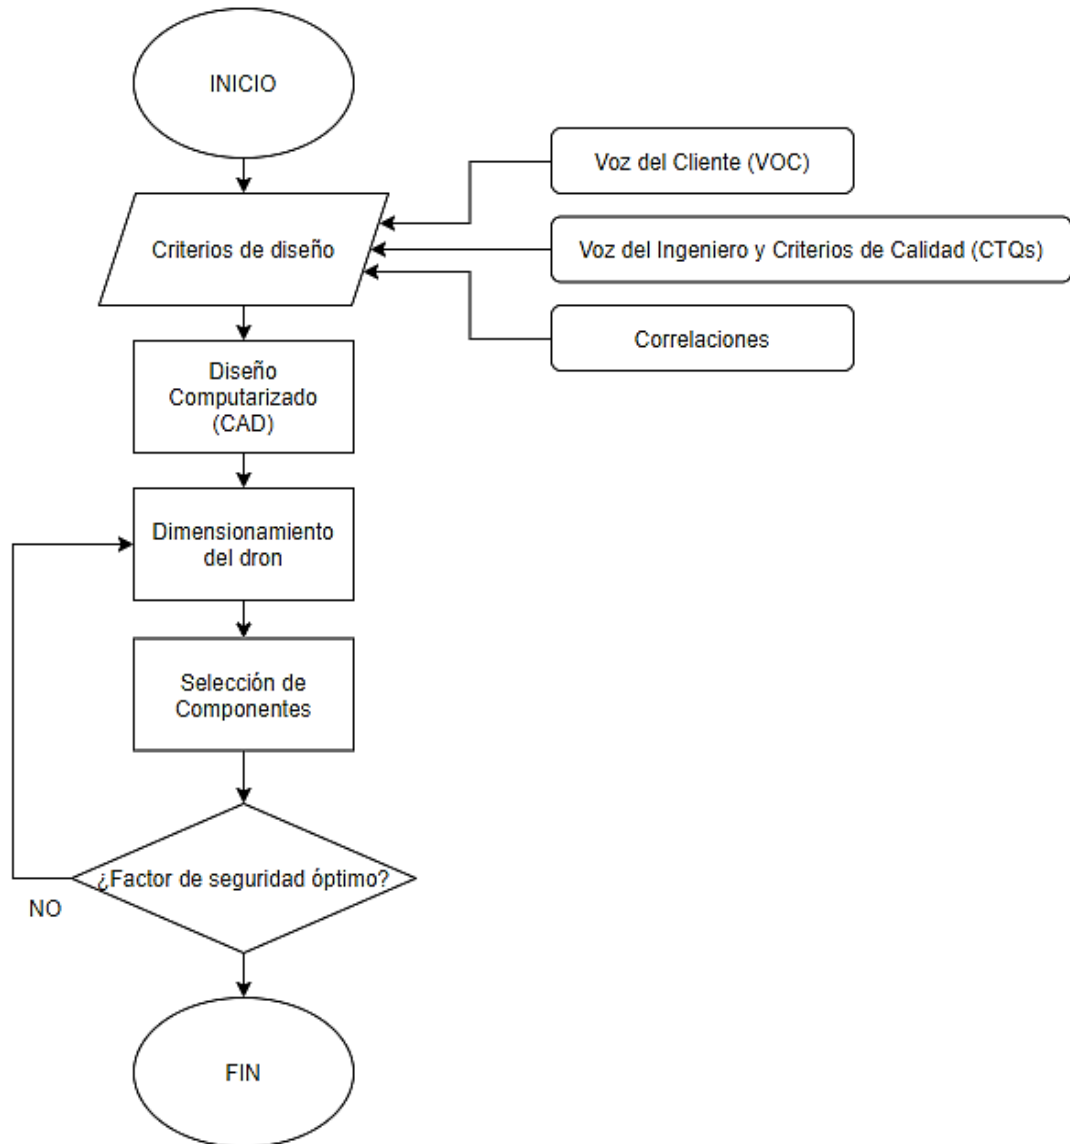 INICIO
Voz del Cliente (VOC)
Criterios de diseño
Voz del Ingeniero y Criterios de Calidad (CTQs)
Correlaciones
Diseño
Computarizado
(CAD)
Dimensionamiento
del dron
Selección de
Componentes
¿Factor de seguridad óptimo?
NO
FIN